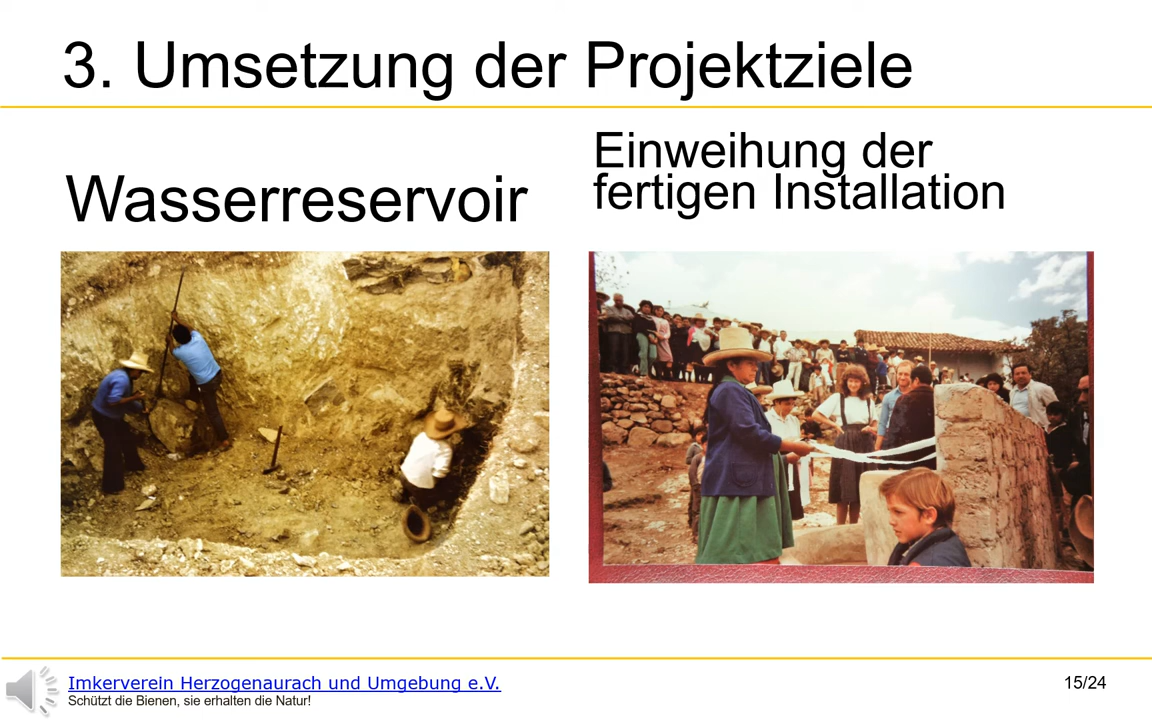 3. Umsetzung der Projektziele
Wasserreservoir
Einweihung der
fertigen Installation
Imkerverein Herzogenaurach und Umgebung e.V.
Schützt die Bienen, sie erhalten die Natur!
15/24